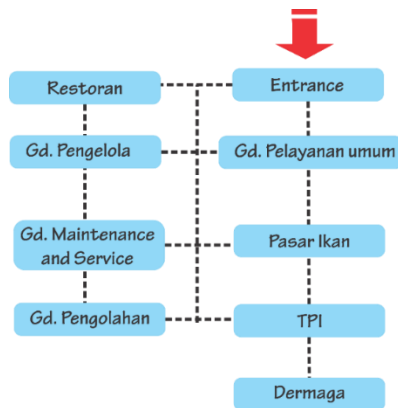 Restoran
Entrance
Gd. Pengelola
Gd. Pelayanan umum
Gd. Maintenance
and Service
Pasar Ikan
Gd. Pengolahan
TPI
Dermaga